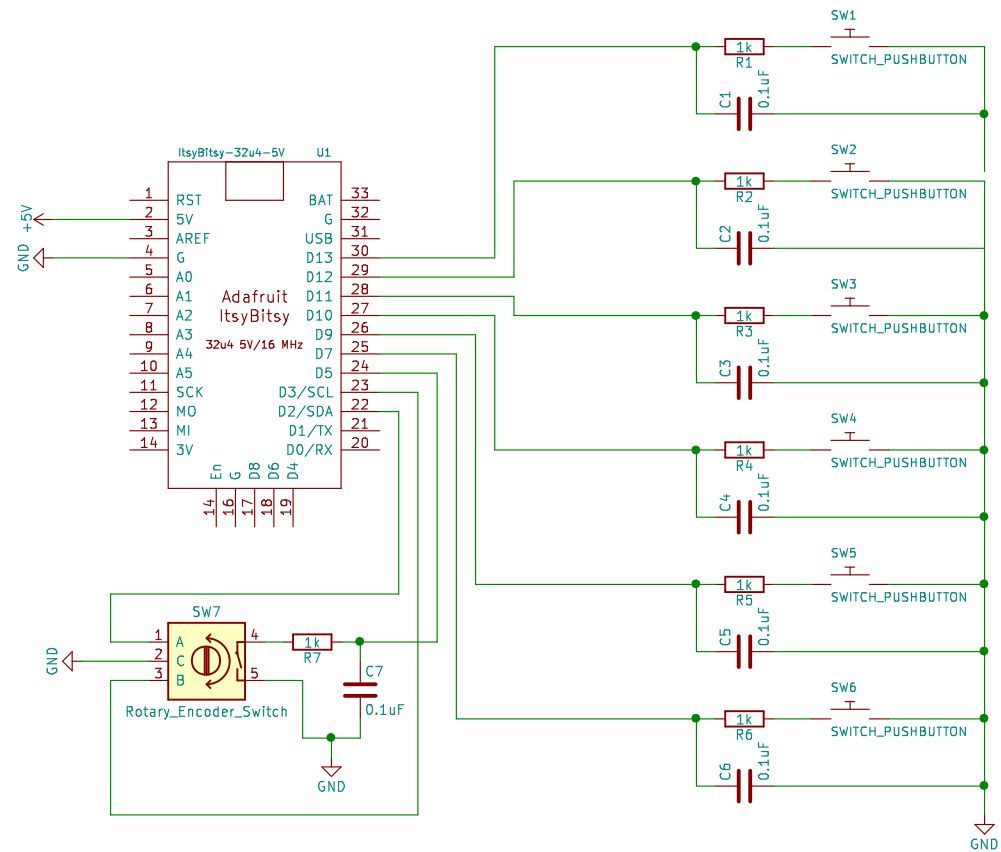 SW1
1k
R1
SWITCH_PUSHBUTTON
C1
0.1uF
ItsyBitsy-32u4-5V
U1
SW2
1k
R2
SWITCH_PUSHBUTTON
C2
0.1uF
1 RST
2 5V
3 AREF
4 G
5 A0
6 A1
7 A2
8 A3
9 A4
10 A5
11 SCK
12 MO
13 MI
14 3V
+5V
GND
Adafruit
ItsyBitsy
32u4 5V/16 MHz
BAT 33
G 32
USB 31
D13 30
D12 29
D11 28
D10 27
D9 26
D7 25
D5 24
D3/SCL 23
D2/SDA 22
D1/TX 21
D0/RX 20
En
G
D8
D6
D4
14
16
17
18
19
SW3
1k
R3
SWITCH_PUSHBUTTON
C3
0.1uF
SW4
1k
R4
SWITCH_PUSHBUTTON
C4
0.1uF
SW5
1k
R5
SWITCH_PUSHBUTTON
C5
0.1uF
SW6
1k
R6
SWITCH_PUSHBUTTON
C6
0.1uF
GND
SW7
1 A
2 C
3 B
4
5
GND
Rotary_Encoder_Switch
1k
R7
C7
0.1uF
GND